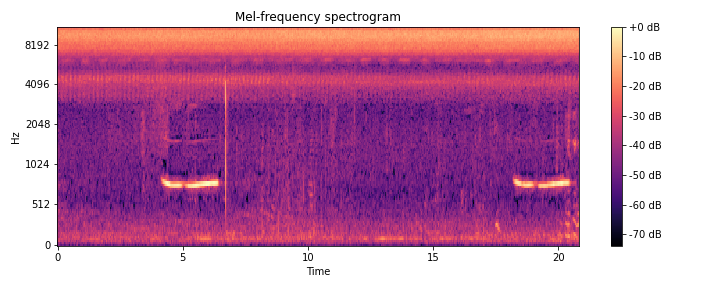 Mel-frequency spectrogram
Hz
8192
4096
2048
1024
512
0
0
5
10
15
20
Time
+0 dB
-10 dB
-20 dB
-30 dB
-40 dB
-50 dB
-60 dB
-70 dB